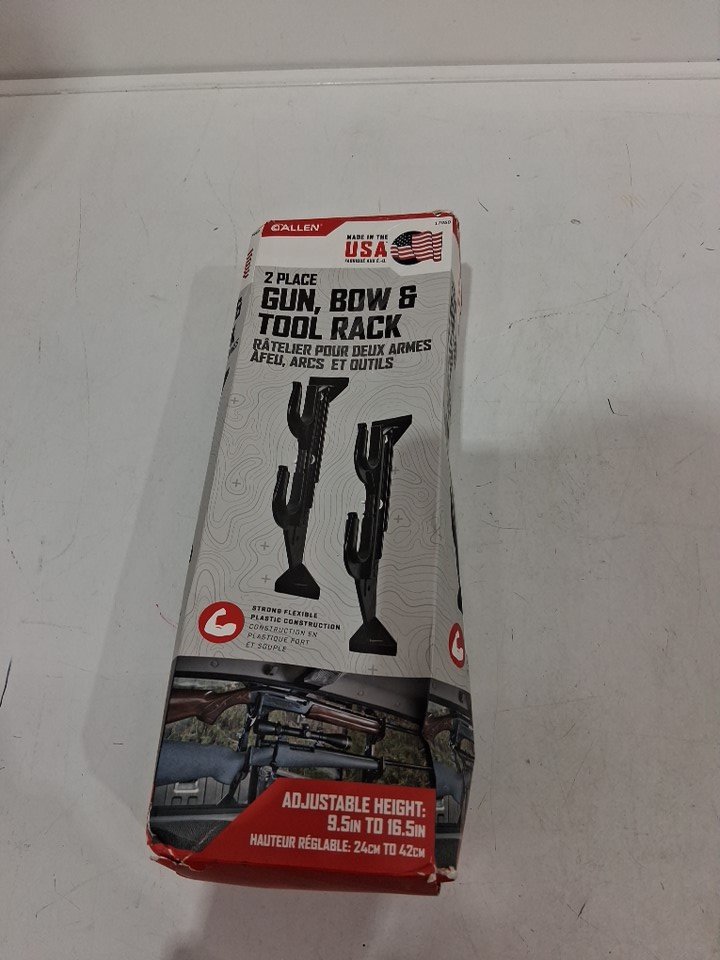 ALLEN
MADE IN THE
USA
FABRIQUÉ AUX É.-U.
2 PLACE
GUN, BOW &
TOOL RACK
RÂTELIER POUR DEUX ARMES
ÀFEU, ARCS ET OUTILS
STRONG FLEXIBLE
PLASTIC CONSTRUCTION
CONSTRUCTION EN
PLASTIQUE FORT
ET SOUPLE
ADJUSTABLE HEIGHT:
9.5IN TO 16.5IN
HAUTEUR RÉGLABLE: 24CM TO 42CM